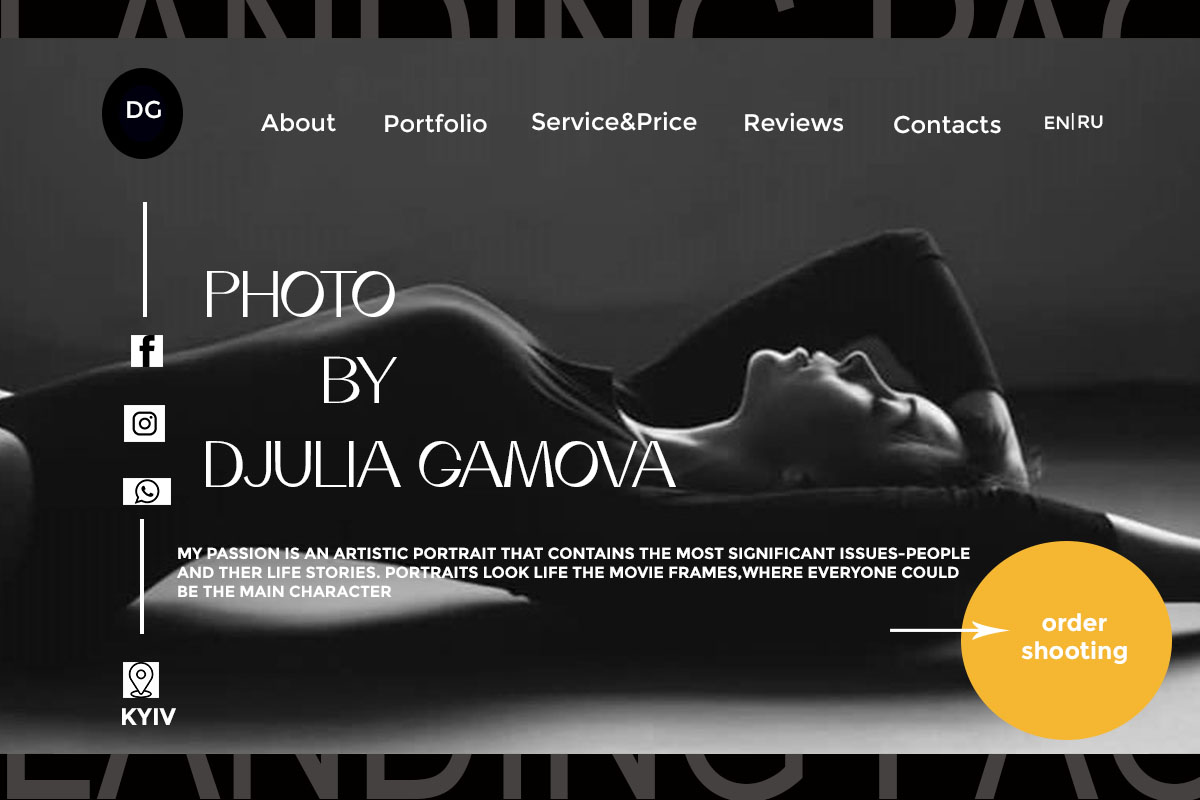 LANDING PAG
DG
About Portfolio Service&Price Reviews Contacts EN|RU
PHOTO
BY
DJULIA GAMOVA
MY PASSION IS AN ARTISTIC PORTRAIT THAT CONTAINS THE MOST SIGNIFICANT ISSUES-PEOPLE
AND THER LIFE STORIES. PORTRAITS LOOK LIFE THE MOVIE FRAMES,WHERE EVERYONE COULD
BE THE MAIN CHARACTER
order
shooting
KYIV
LANDING PAG